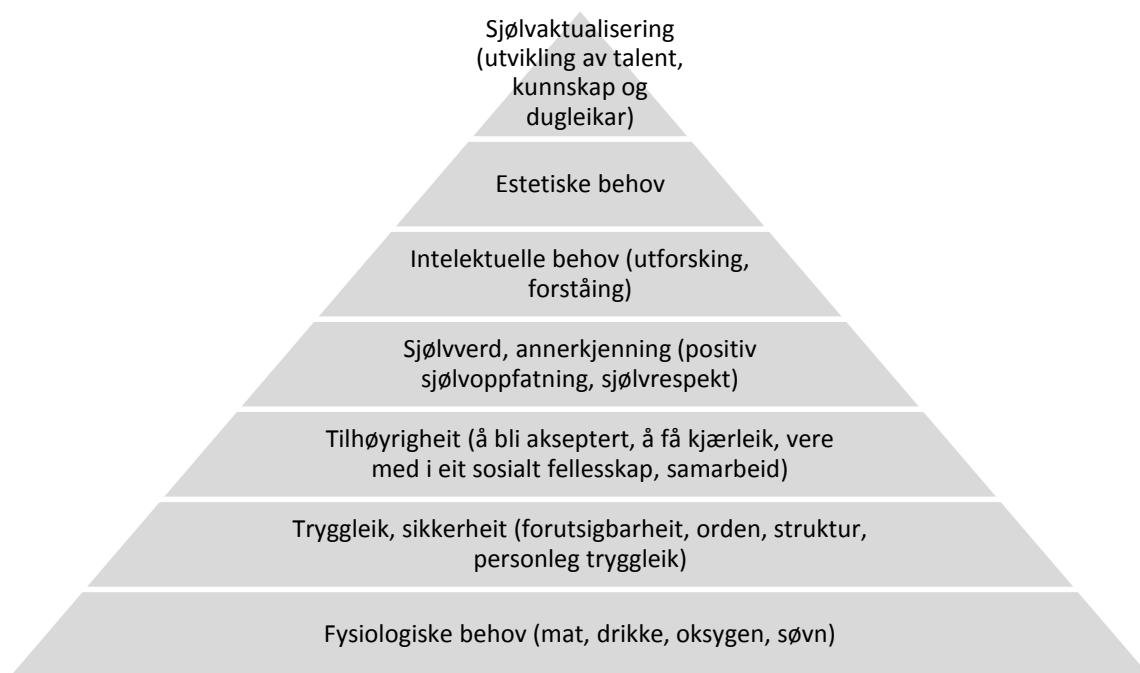 Sjølvaktualisering
(utvikling av talent,
kunnskap og
dugleikar)
Estetiske behov
Intelektuelle behov (utforsking,
forståing)
Sjølvverd, annerkjenning (positiv
sjølvoppfatning, sjølvrespekt)
Tilhøyrigheit (å bli akseptert, å få kjærleik, vere
med i eit sosialt fellesskap, samarbeid)
Tryggleik, sikkerheit (forutsigbarheit, orden, struktur,
personleg tryggleik)
Fysiologiske behov (mat, drikke, oksygen, søvn)